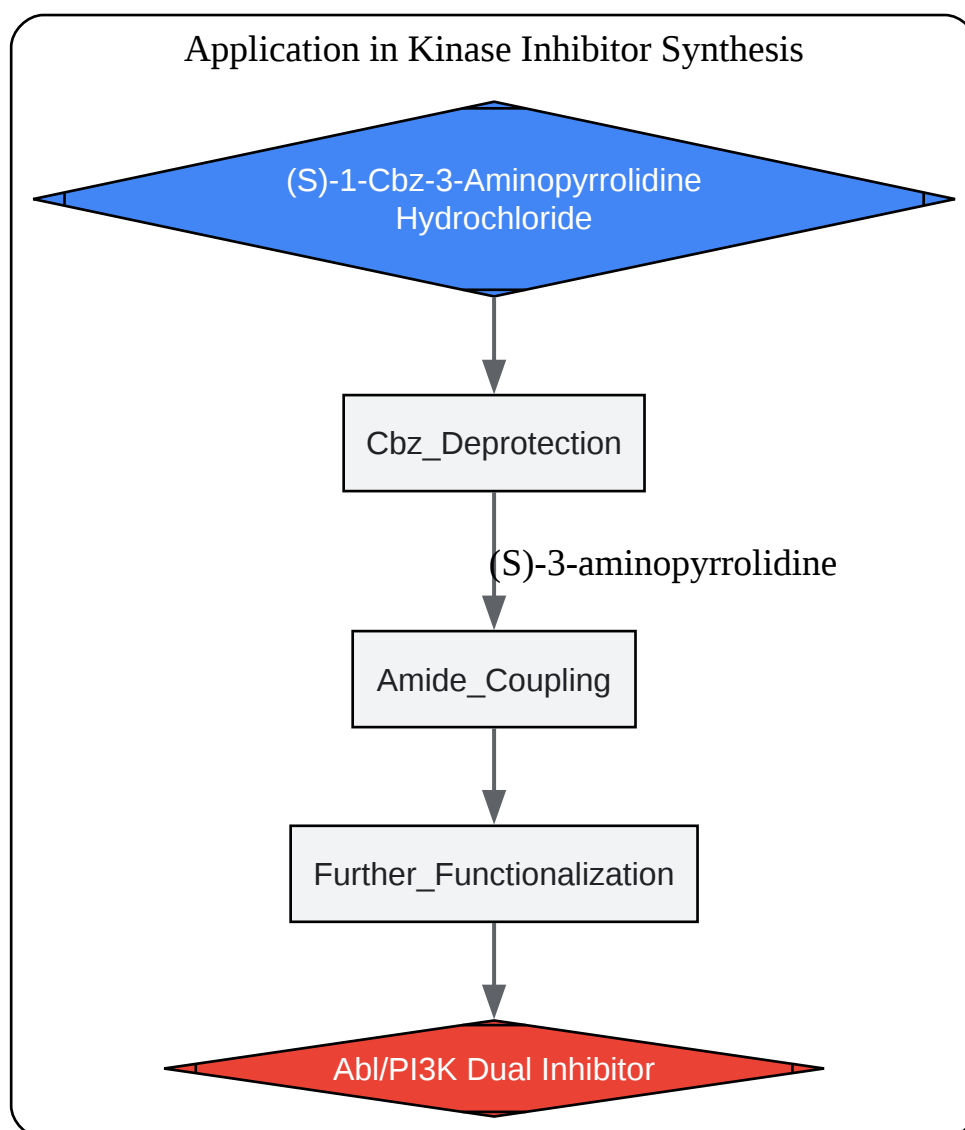 Application in Kinase Inhibitor Synthesis
(S)-1-Cbz-3-Aminopyrrolidine
Hydrochloride
Cbz_Deprotection
(S)-3-aminopyrrolidine
Amide_Coupling
Further_Functionalization
Abl/PI3K Dual Inhibitor